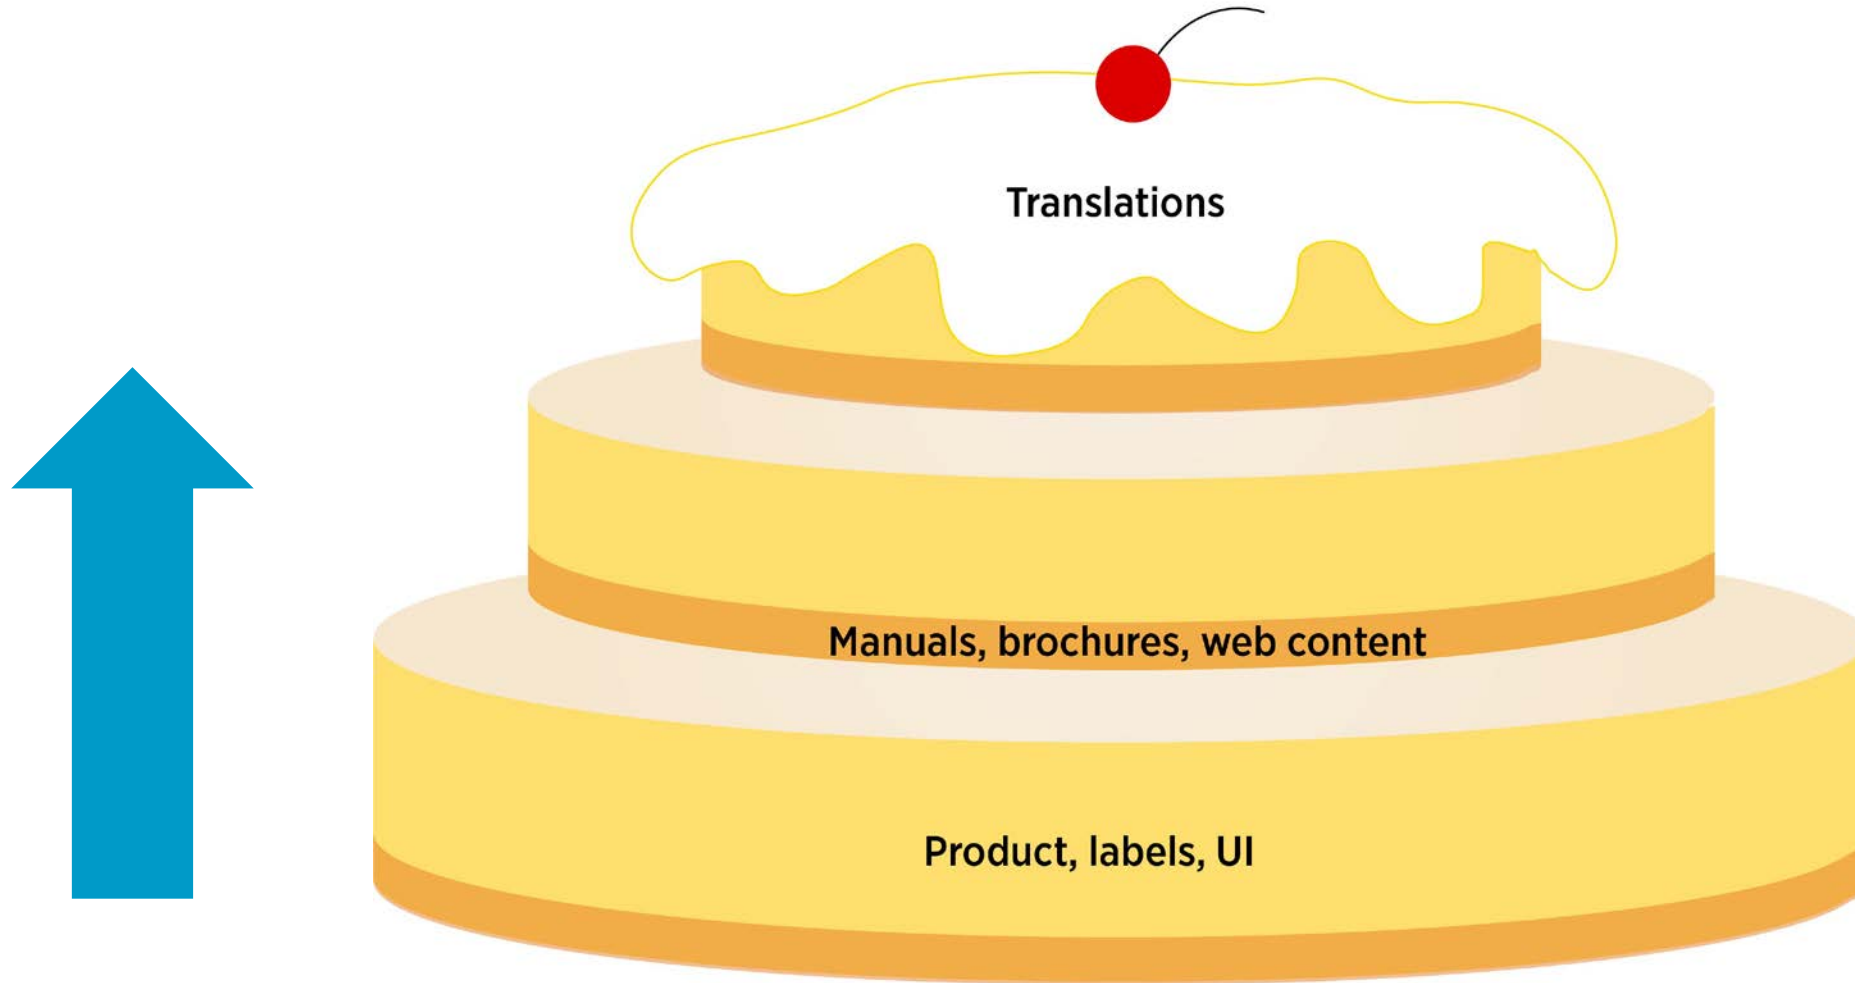 Translations
Manuals, brochures, web content
Product, labels, UI